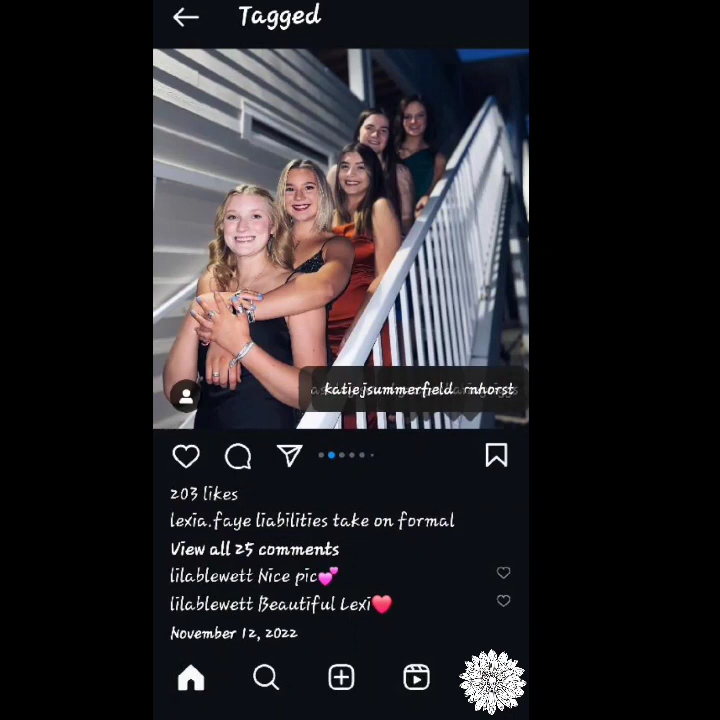 Tagged
katiejsummerfield rnhorst
203 likes
lexia.faye liabilities take on formal
View all 25 comments
lilablewett Nice pic💕
lilablewett Beautiful Lexi❤️
November 12, 2022